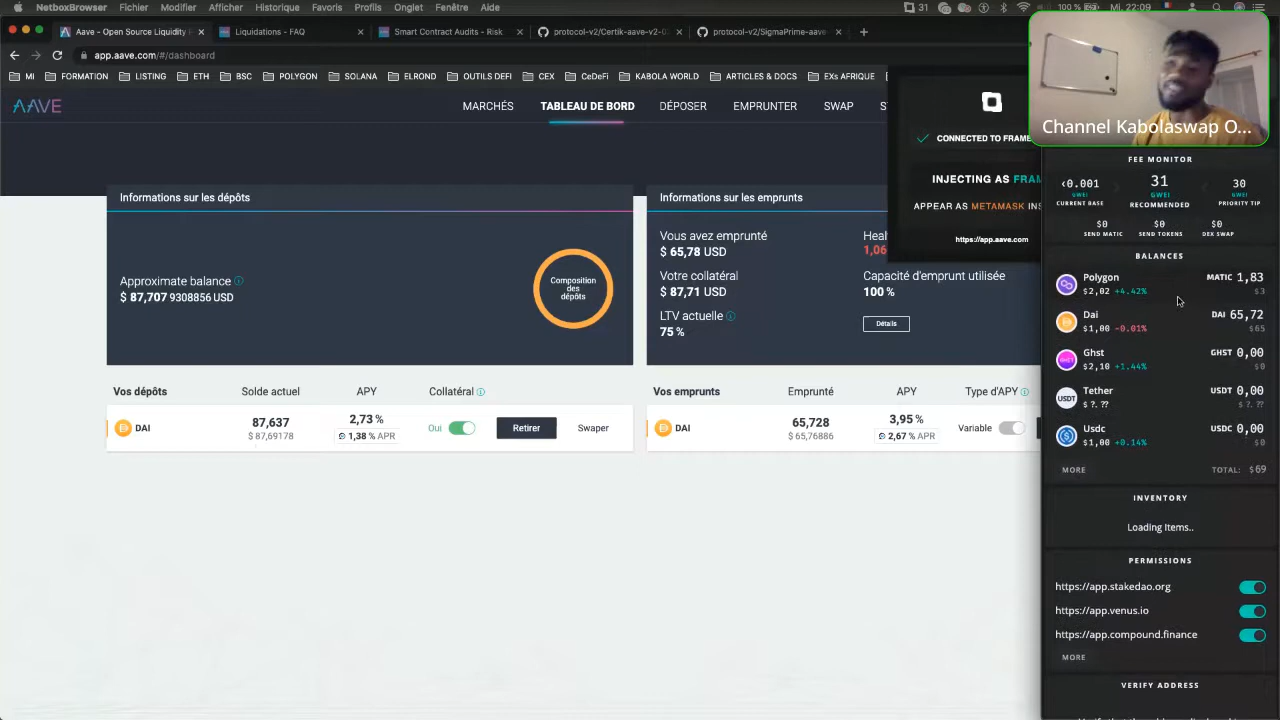 NetboxBrowser Fichier Modifier Affichage Historique Favoris Profils Onglet Fenêtre Aide
31 100 % Mi. 22:09
Aave - Open Source Liquidity
Liquidations - FAQ
Smart Contract Audits - Risk
protocol-v2/Certik-aave-v2-0
protocol-v2/SigmaPrime-aave
app.aave.com/#/dashboard
MI FORMATION LISTING ETH BSC POLYGON SOLANA ELROND OUTILS DEFI CEX CeDeFi KABOLA WORLD ARTICLES & DOCS EXs AFRIQUE
AAVE
MARCHÉS TABLEAU DE BORD DÉPOSER EMPRUNTER SWAP
Channel Kabolaswap O...
CONNECTED TO FRAME
INJECTING AS FRAM
APPEAR AS METAMASK INS
https://app.aave.com
Informations sur les dépôts
Approximate balance
$ 87,707 9308856 USD
Composition
des
dépôts
Informations sur les emprunts
Vous avez emprunté
$ 65,78 USD
Votre collatéral
$ 87,71 USD
LTV actuelle
75 %
Heal
1,06
Capacité d'emprunt utilisée
100 %
Détails
Vos dépôts Solde actuel APY Collatéral
DAI 87,637 2,73 % Oui Retirer Swaper
$ 87,69178 1,38 % APR
Vos emprunts Emprunté APY Type d'APY
DAI 65,728 3,95 % Variable
$ 65,76886 2,67 % APR
FEE MONITOR
<0.001 31 30
GWEI GWEI GWEI
CURRENT BASE RECOMMENDED PRIORITY TIP
$0 $0 $0
SEND MATIC SEND TOKENS DEX SWAP
BALANCES
Polygon MATIC 1,83
$2,02 +4.42% $3
Dai DAI 65,72
$1,00 -0.01% $65
Ghst GHST 0,00
$2,10 +1.44% $0
Tether USDT 0,00
$ ?.?? $ ?.??
Usdc USDC 0,00
$1,00 +0.14% $0
MORE TOTAL: $69
INVENTORY
Loading Items..
PERMISSIONS
https://app.stakedao.org
https://app.venus.io
https://app.compound.finance
MORE
VERIFY ADDRESS